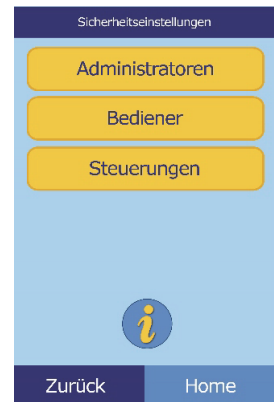 Sicherheitseinstellungen
Administratoren
Bediener
Steuerungen
i
Zurück Home